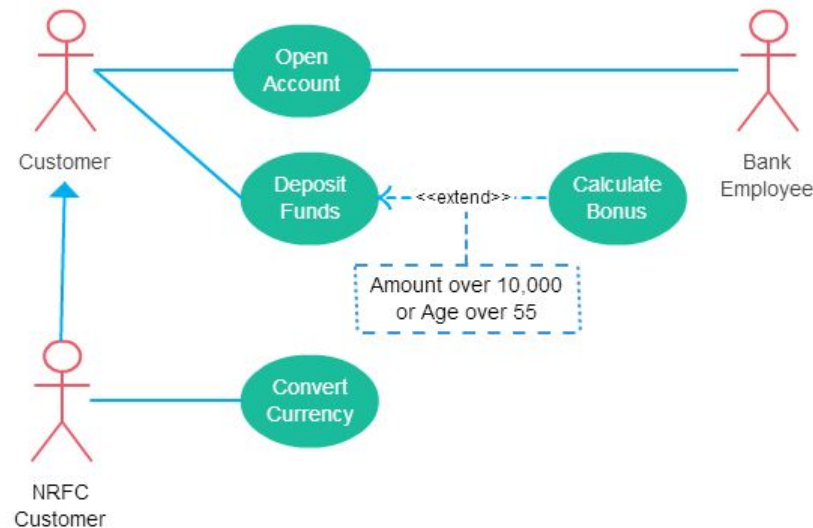 Open
Account
Customer
Bank
Employee
Deposit
Funds
<<extend>>
Calculate
Bonus
Amount over 10,000
or Age over 55
Convert
Currency
NRFC
Customer